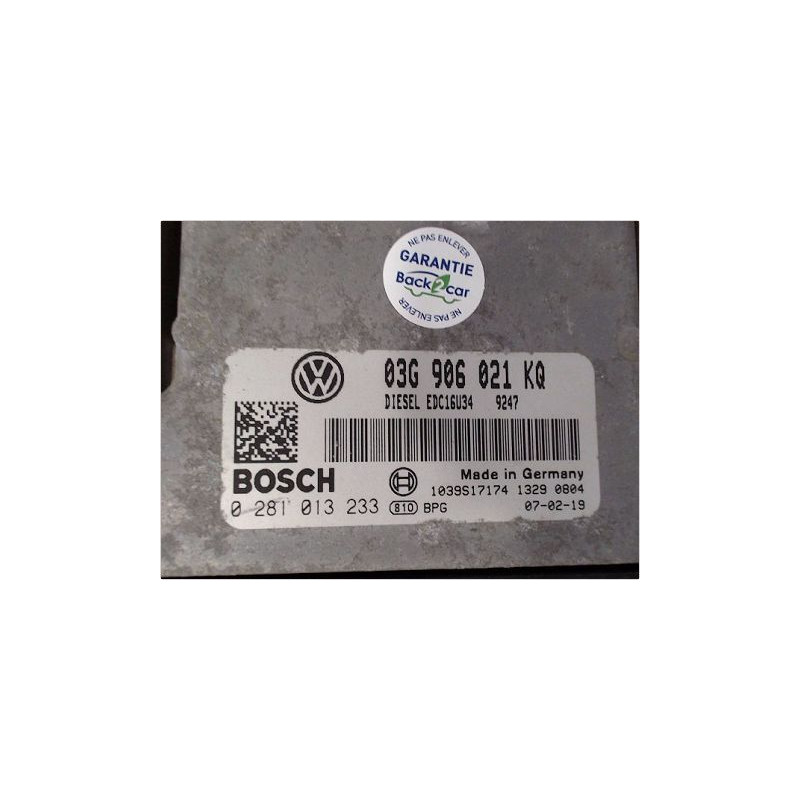 NE PAS ENLEVER
GARANTIE
Back2car
NE PAS ENLEVER
03G 906 021 KQ
DIESEL EDC16U34 9247
BOSCH
Made in Germany
1039S17174 1329 0804
0 281 013 233 810 BPG 07-02-19